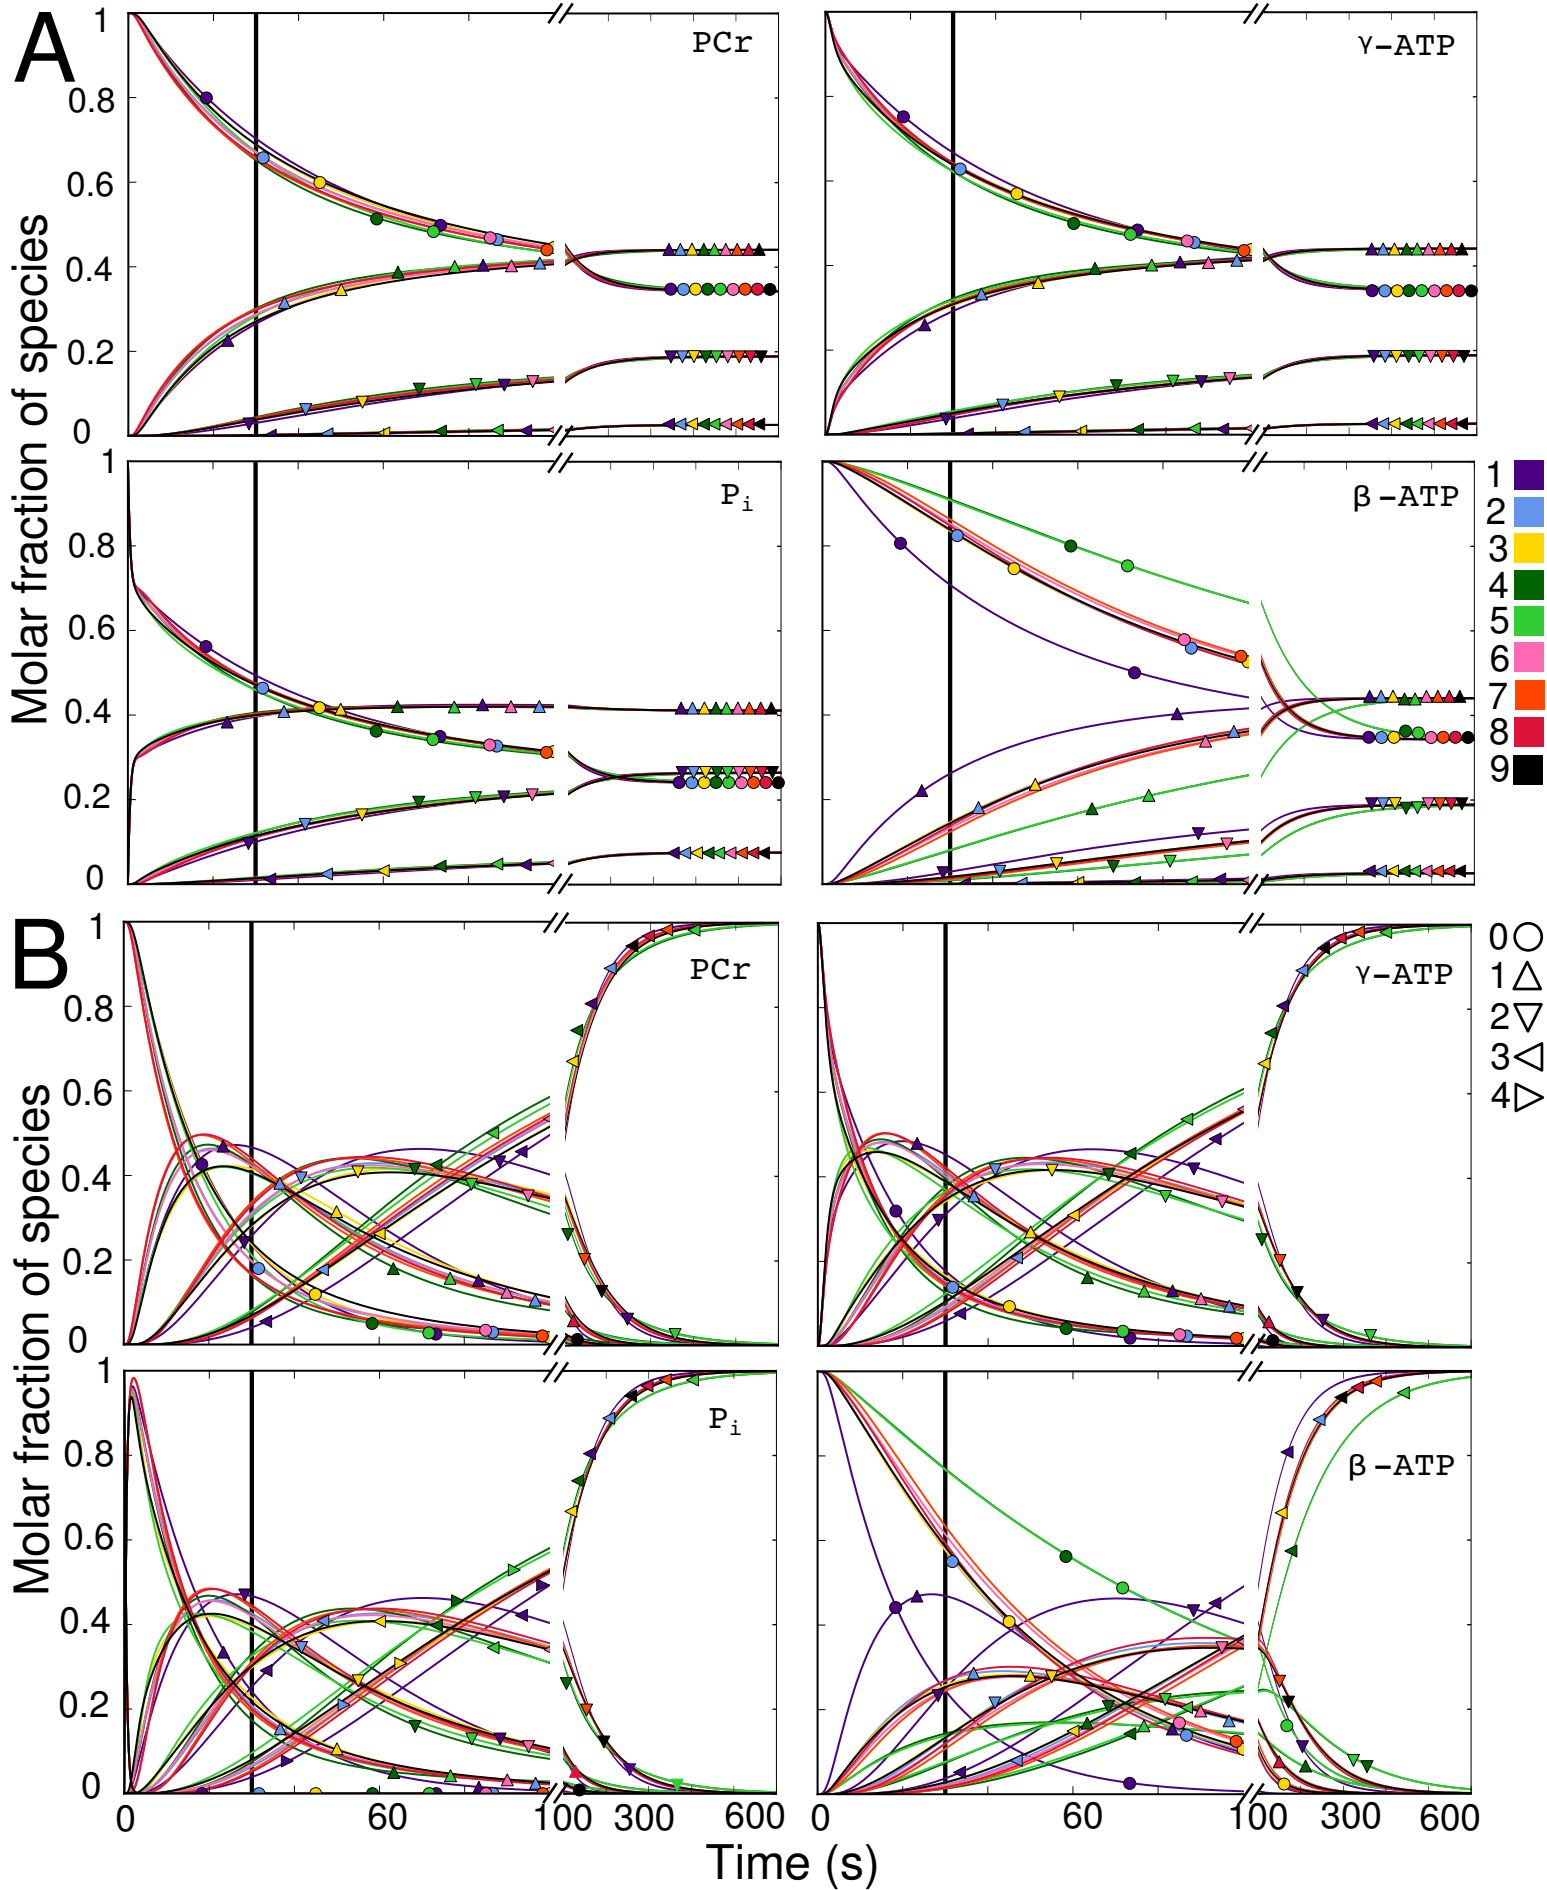 A
Molar fraction of species
1
0.8
0.6
0.4
0.2
0
PCr
γ-ATP
1
0.8
0.6
0.4
0.2
0
Pi
β-ATP
1
2
3
4
5
6
7
8
9
B
Molar fraction of species
1
0.8
0.6
0.4
0.2
0
PCr
γ-ATP
0
1
2
3
4
1
0.8
0.6
0.4
0.2
0
Pi
β-ATP
0 60 100 300 600 0 60 100 300 600
Time (s)